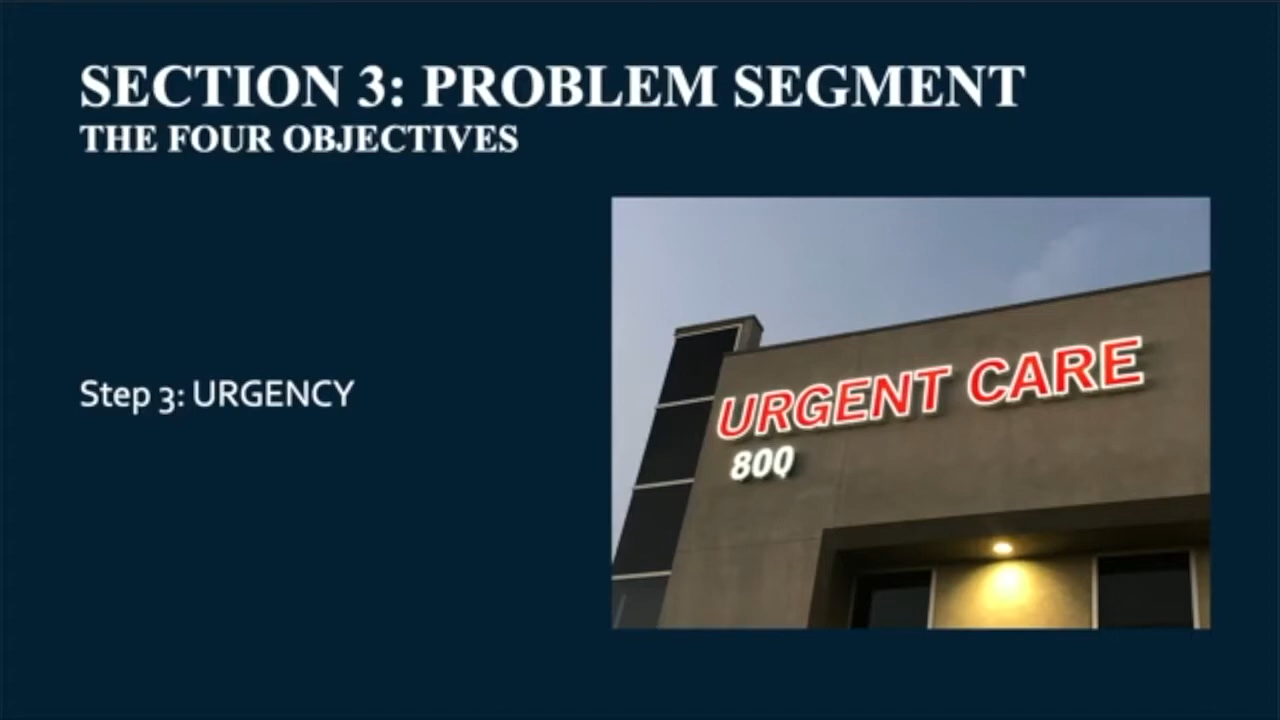 SECTION 3: PROBLEM SEGMENT
THE FOUR OBJECTIVES
Step 3: URGENCY
URGENT CARE
800